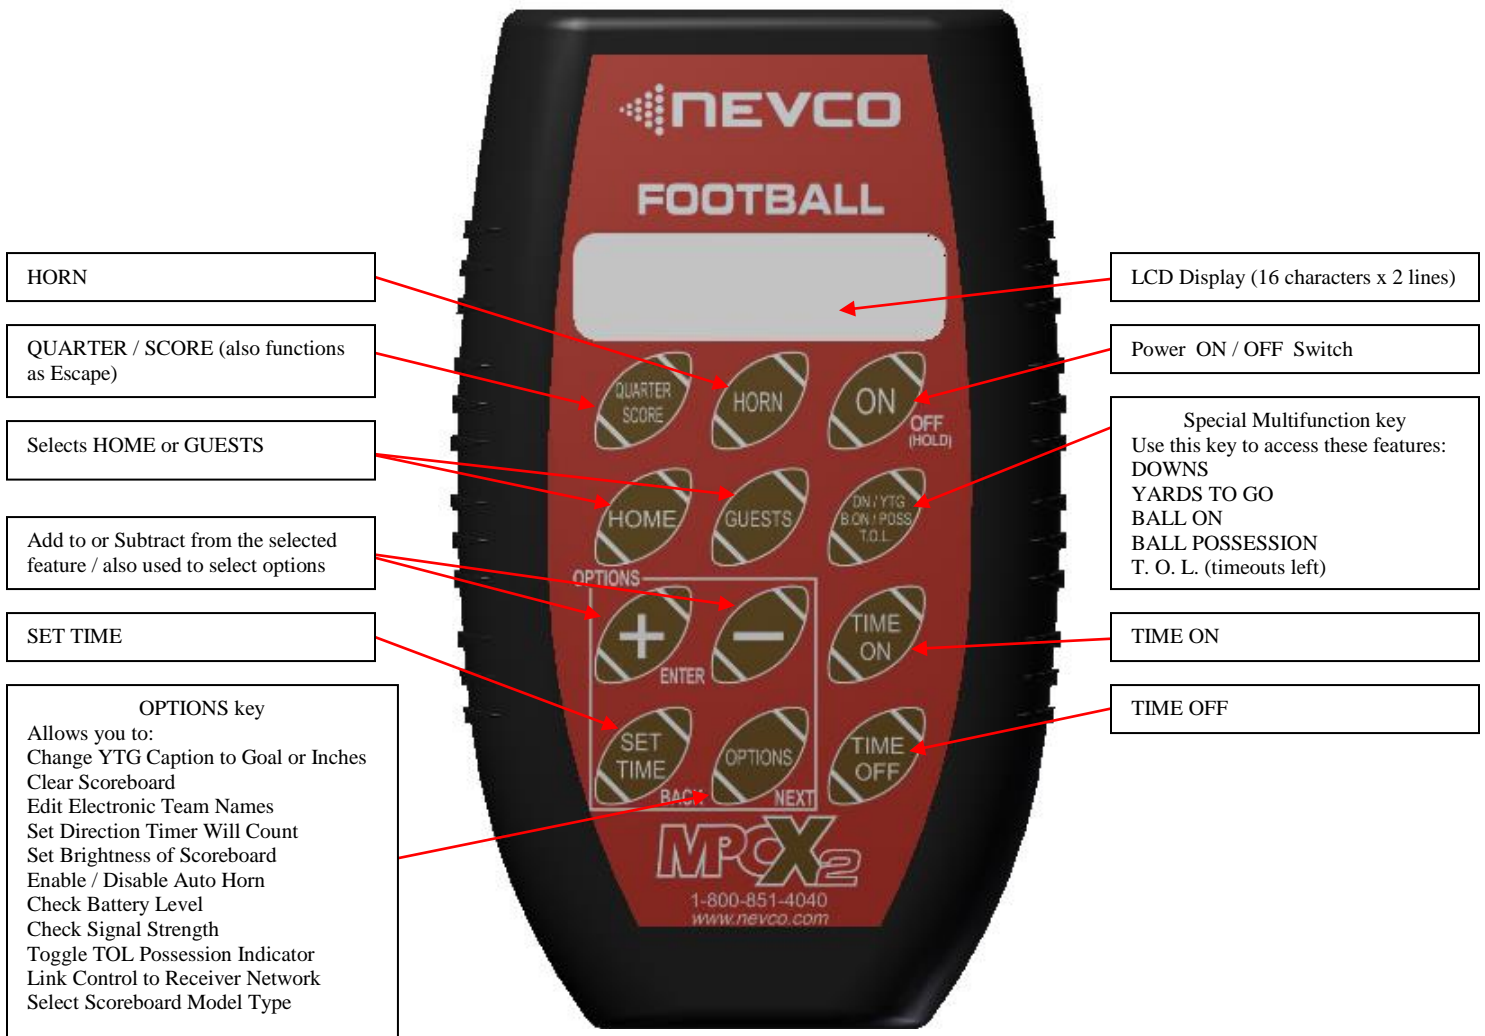 NEVCO
FOOTBALL
HORN
QUARTER / SCORE (also functions
as Escape)
Selects HOME or GUESTS
Add to or Subtract from the selected
feature / also used to select options
SET TIME
OPTIONS key
Allows you to:
Change YTG Caption to Goal or Inches
Clear Scoreboard
Edit Electronic Team Names
Set Direction Timer Will Count
Set Brightness of Scoreboard
Enable / Disable Auto Horn
Check Battery Level
Check Signal Strength
Toggle TOL Possession Indicator
Link Control to Receiver Network
Select Scoreboard Model Type
QUARTER
SCORE
HORN
ON
OFF
(HOLD)
HOME
GUESTS
DN / YTG
B.ON / POSS
T.O.L.
OPTIONS
+
ENTER
−
TIME
ON
SET
TIME
BACK
OPTIONS
NEXT
TIME
OFF
MPCX2
1-800-851-4040
www.nevco.com
LCD Display (16 characters x 2 lines)
Power ON / OFF Switch
Special Multifunction key
Use this key to access these features:
DOWNS
YARDS TO GO
BALL ON
BALL POSSESSION
T. O. L. (timeouts left)
TIME ON
TIME OFF